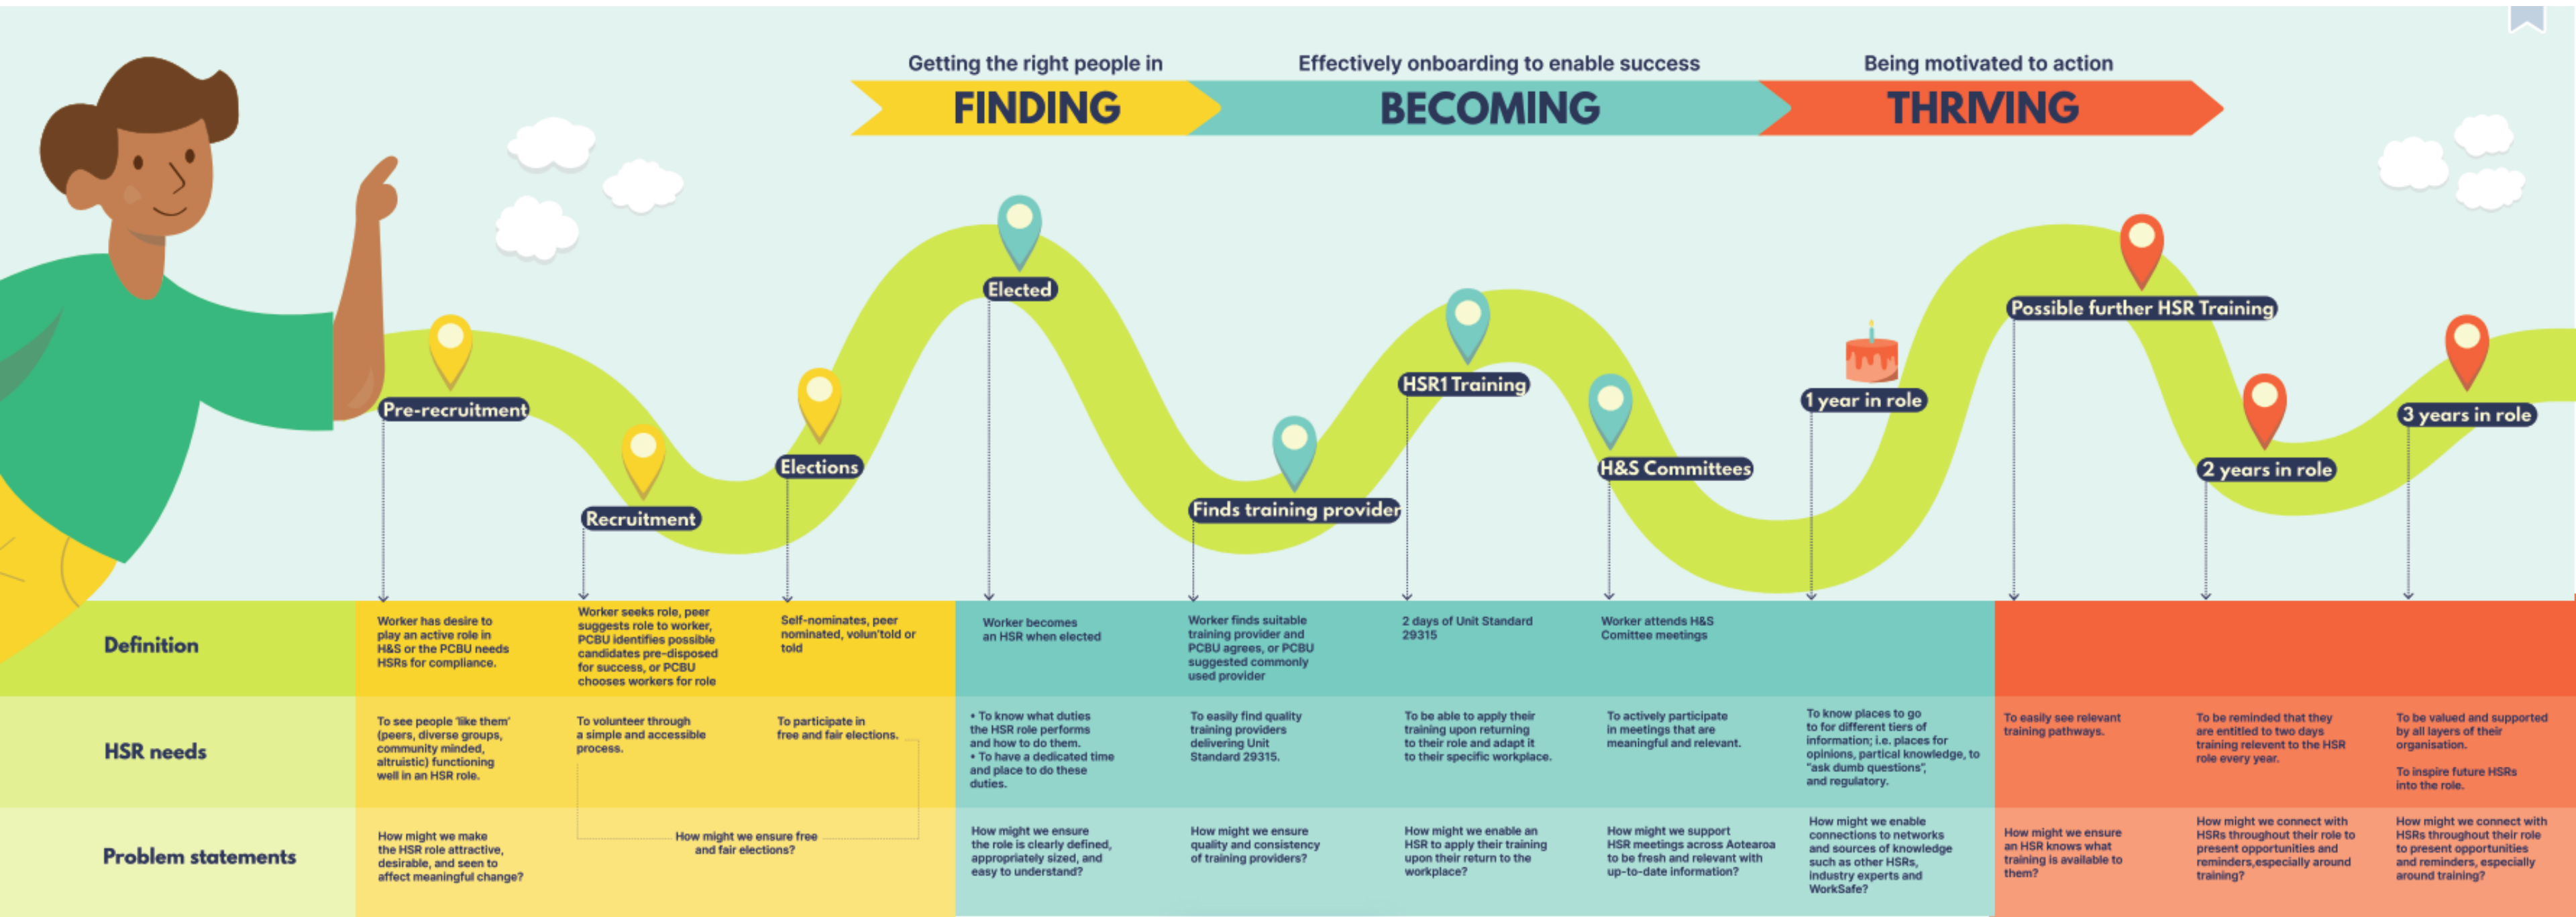 Getting the right people in
Effectively onboarding to enable success
Being motivated to action
FINDING
BECOMING
THRIVING
Elected
Possible further HSR Training
HSR1 Training
1 year in role
Pre-recruitment
3 years in role
Elections
H&S Committees
2 years in role
Finds training provider
Recruitment
Definition
Worker has desire to
play an active role in
H&S or the PCBU needs
HSRs for compliance.
Worker seeks role, peer
suggests role to worker,
PCBU identifies possible
candidates pre-disposed
for success, or PCBU
chooses workers for role
Self-nominates, peer
nominated, volun'told or
told
Worker becomes
an HSR when elected
Worker finds suitable
training provider and
PCBU agrees, or PCBU
suggested commonly
used provider
2 days of Unit Standard
29315
Worker attends H&S
Comittee meetings
HSR needs
To see people ‘like them’
(peers, diverse groups,
community minded,
altruistic) functioning
well in an HSR role.
To volunteer through
a simple and accessible
process.
To participate in
free and fair elections.
• To know what duties
the HSR role performs
and how to do them.
• To have a dedicated time
and place to do these
duties.
To easily find quality
training providers
delivering Unit
Standard 29315.
To be able to apply their
training upon returning
to their role and adapt it
to their specific workplace.
To actively participate
in meetings that are
meaningful and relevant.
To know places to go
to for different tiers of
information; i.e. places for
opinions, partical knowledge, to
“ask dumb questions”,
and regulatory.
To easily see relevant
training pathways.
To be reminded that they
are entitled to two days
training relevent to the HSR
role every year.
To be valued and supported
by all layers of their
organisation.
To inspire future HSRs
into the role.
Problem statements
How might we make
the HSR role attractive,
desirable, and seen to
affect meaningful change?
How might we ensure free
and fair elections?
How might we ensure
the role is clearly defined,
appropriately sized, and
easy to understand?
How might we ensure
quality and consistency
of training providers?
How might we enable an
HSR to apply their training
upon their return to the
workplace?
How might we support
HSR meetings across Aotearoa
to be fresh and relevant with
up-to-date information?
How might we enable
connections to networks
and sources of knowledge
such as other HSRs,
industry experts and
WorkSafe?
How might we ensure
an HSR knows what
training is available to
them?
How might we connect with
HSRs throughout their role to
present opportunities and
reminders,especially around
training?
How might we connect with
HSRs throughout their role
to present opportunities
and reminders, especially
around training?